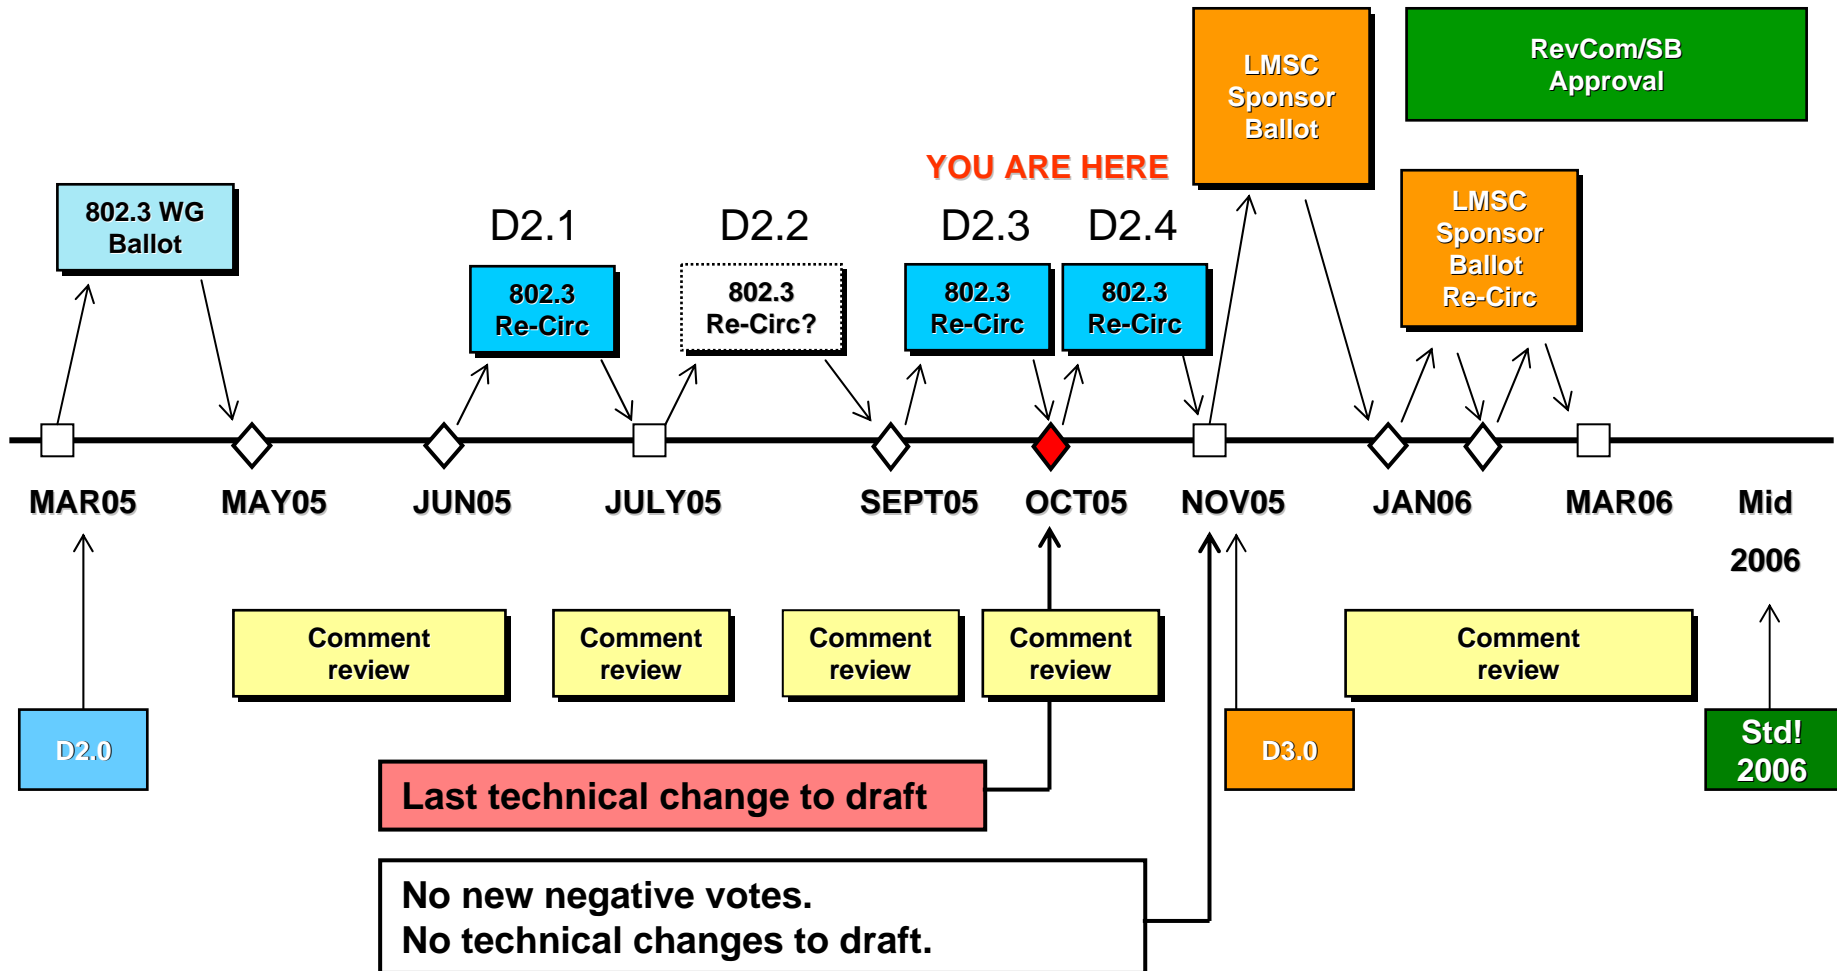 LMSC
Sponsor
Ballot
RevCom/SB
Approval
YOU ARE HERE
802.3 WG
Ballot
D2.1
D2.2
D2.3
D2.4
LMSC
Sponsor
Ballot
Re-Circ
802.3
Re-Circ
802.3
Re-Circ?
802.3
Re-Circ
802.3
Re-Circ
MAR05
MAY05
JUN05
JULY05
SEPT05
OCT05
NOV05
JAN06
MAR06
Mid
2006
Comment
review
Comment
review
Comment
review
Comment
review
Comment
review
D2.0
D3.0
Std!
2006
Last technical change to draft
No new negative votes.
No technical changes to draft.